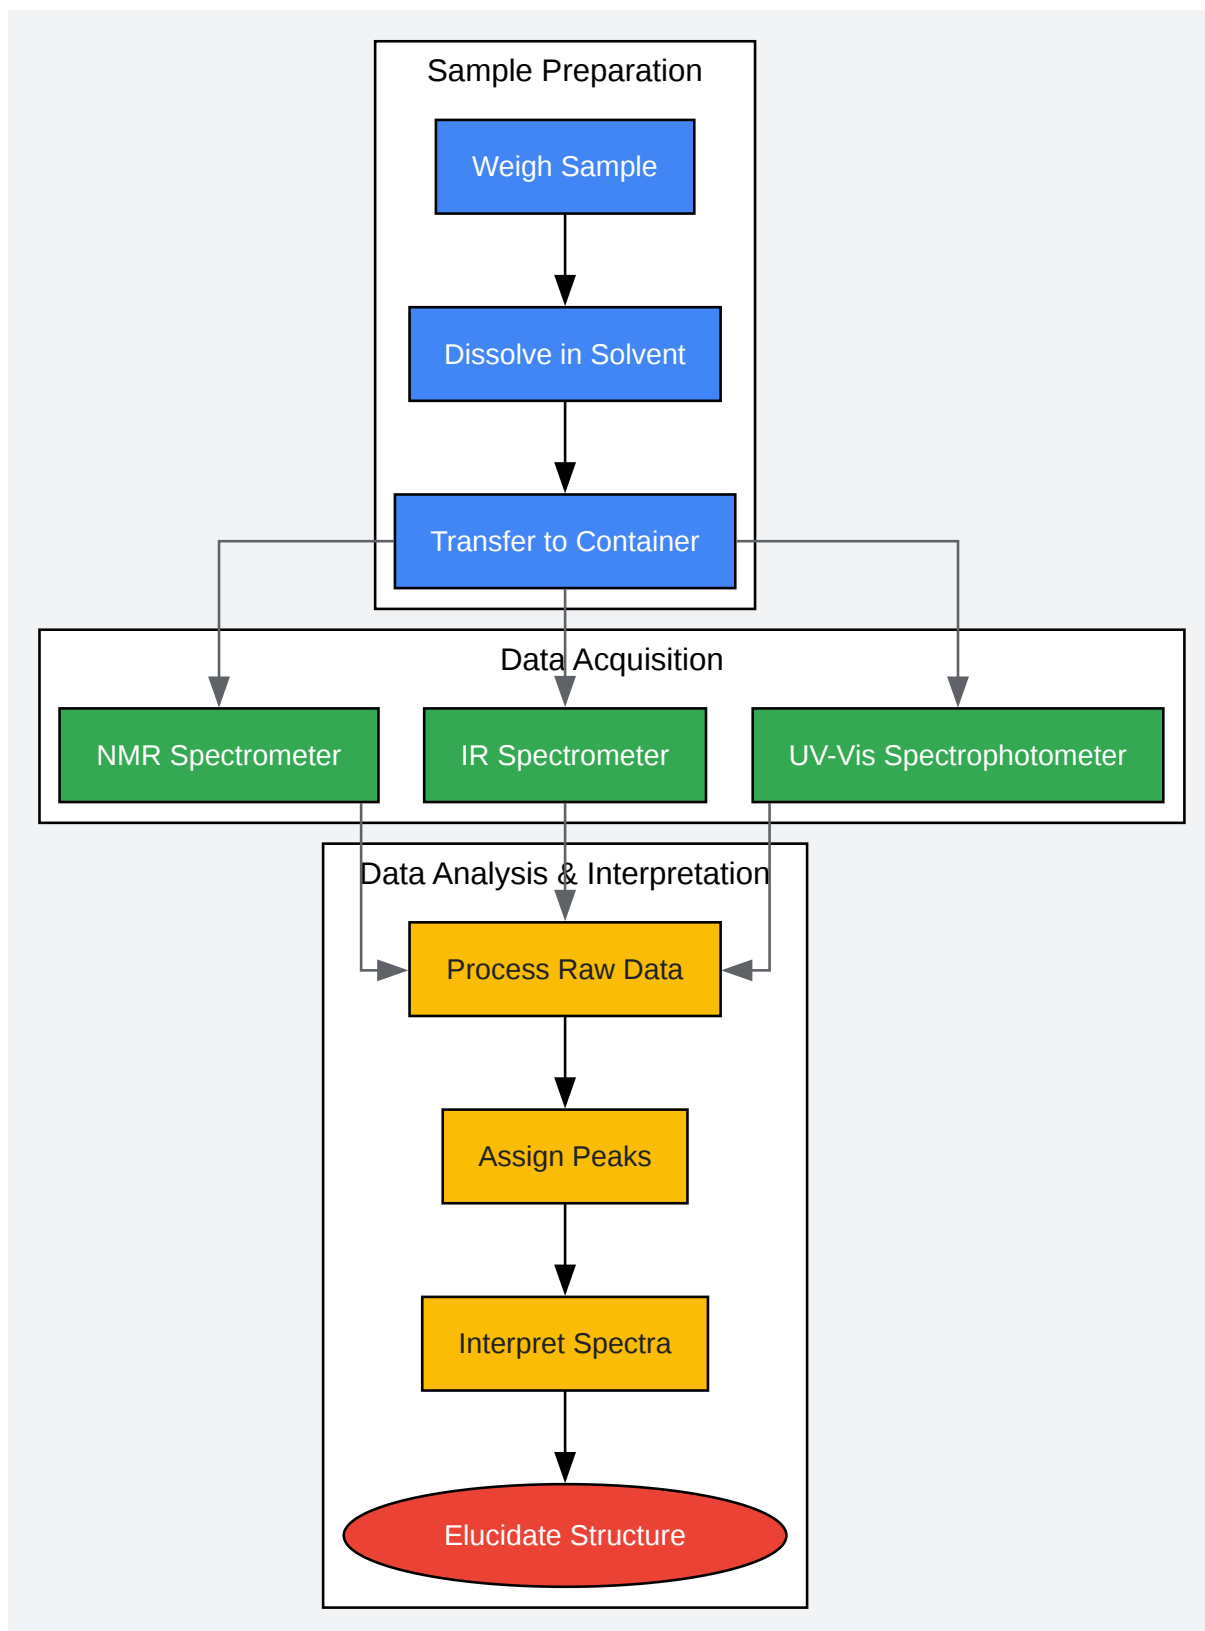 Sample Preparation
Weigh Sample
Dissolve in Solvent
Transfer to Container
Data Acquisition
NMR Spectrometer
IR Spectrometer
UV-Vis Spectrophotometer
Data Analysis & Interpretation
Process Raw Data
Assign Peaks
Interpret Spectra
Elucidate Structure